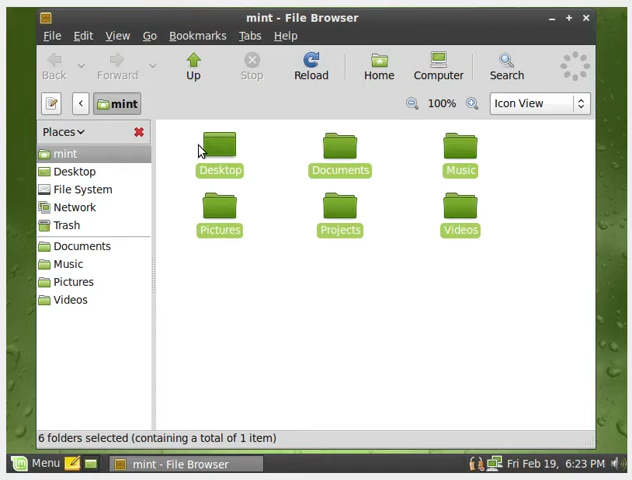 mint - File Browser
File Edit View Go Bookmarks Tabs Help
Back Forward Up Stop Reload Home Computer Search
mint 100% Icon View
Places
mint
Desktop
File System
Network
Trash
Documents
Music
Pictures
Videos
Desktop Documents Music
Pictures Projects Videos
6 folders selected (containing a total of 1 item)
Menu mint - File Browser Fri Feb 19, 6:23 PM